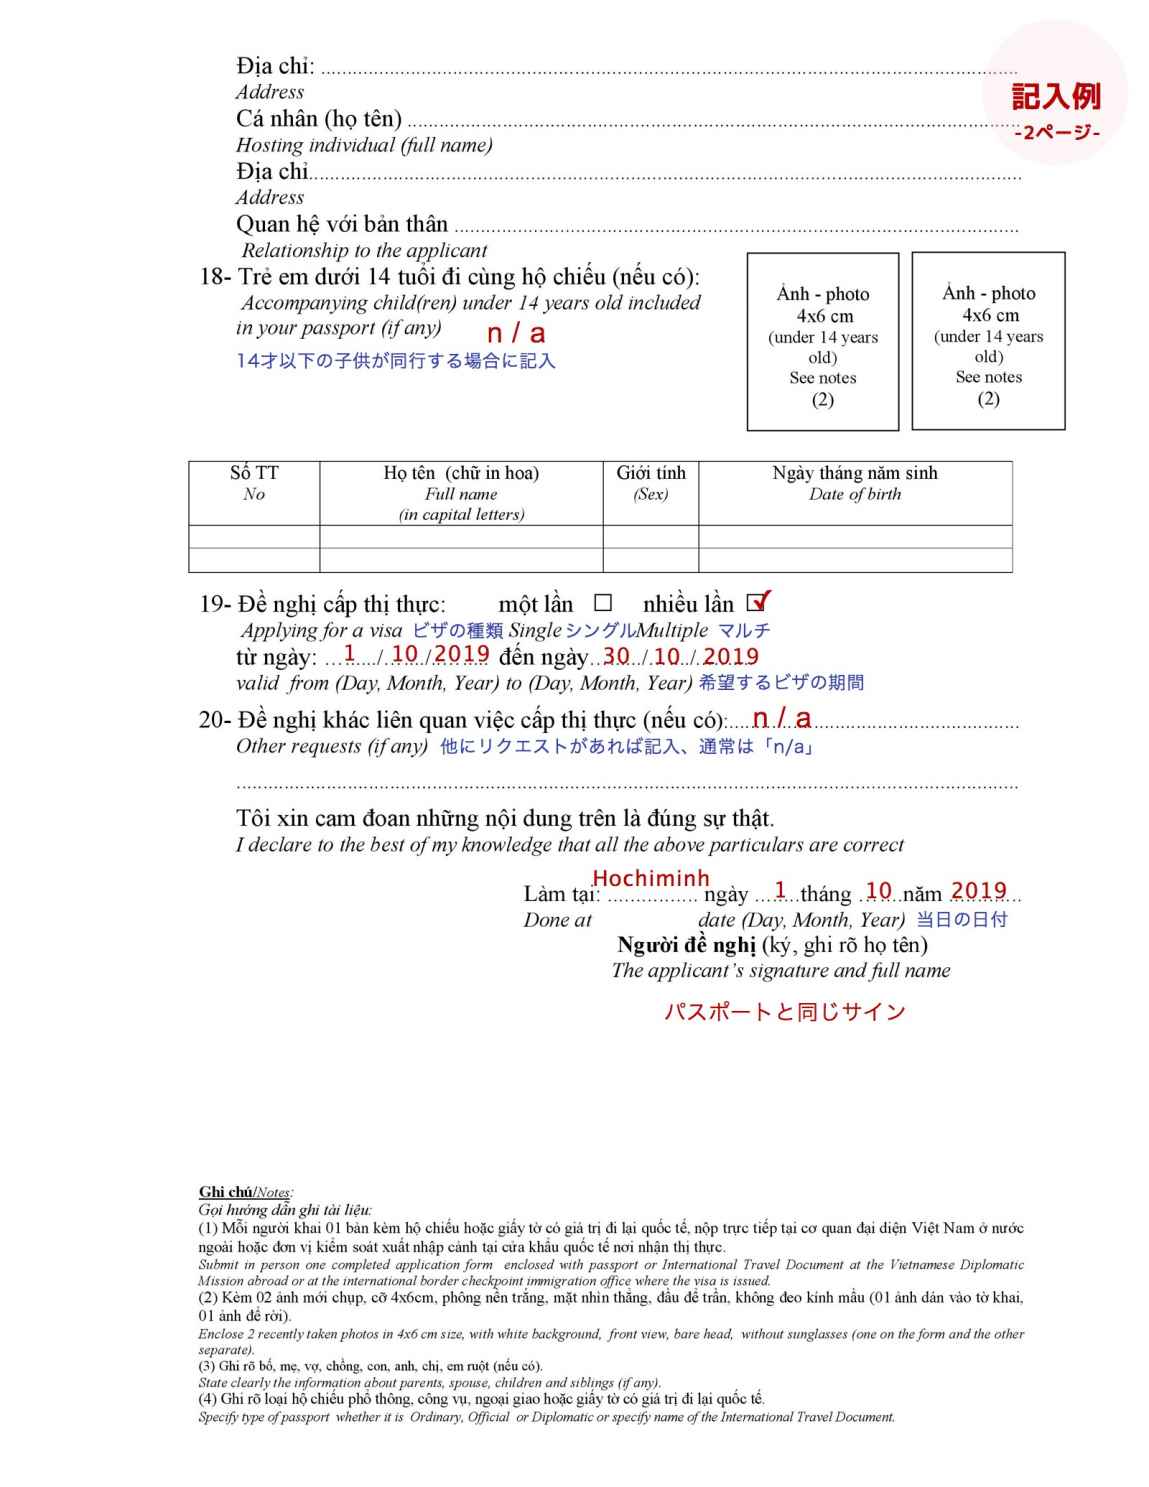 記入例
-2ページ-
Địa chỉ: ........................................................
Address
Cá nhân (họ tên) ........................................................
Hosting individual (full name)
Địa chỉ........................................................
Address
Quan hệ với bản thân ........................................................
Relationship to the applicant
18- Trẻ em dưới 14 tuổi đi cùng hộ chiếu (nếu có):
Accompanying child(ren) under 14 years old included
in your passport (if any) n / a
14才以下の子供が同行する場合に記入
Ảnh - photo
4x6 cm
(under 14 years
old)
See notes
(2)
Ảnh - photo
4x6 cm
(under 14 years
old)
See notes
(2)
Số TT Họ tên (chữ in hoa) Giới tính Ngày tháng năm sinh
No Full name (Sex) Date of birth
(in capital letters)
19- Đề nghị cấp thị thực: một lần ☐ nhiều lần ☑
Applying for a visa ビザの種類 Single シングル Multiple マルチ
từ ngày: ...1..../.10../2019 đến ngày..30../.10../.2019
valid from (Day, Month, Year) to (Day, Month, Year) 希望するビザの期間
20- Đề nghị khác liên quan việc cấp thị thực (nếu có):....n / a........................
Other requests (if any) 他にリクエストがあれば記入、通常は「n/a」
........................................................
Tôi xin cam đoan những nội dung trên là đúng sự thật.
I declare to the best of my knowledge that all the above particulars are correct
Làm tại: Hochiminh ngày ...1...tháng .10..năm 2019
Done at date (Day, Month, Year) 当日の日付
Người đề nghị (ký, ghi rõ họ tên)
The applicant's signature and full name
パスポートと同じサイン
Ghi chú/Notes:
Gọi hướng dẫn ghi tài liệu:
(1) Mỗi người khai 01 bản kèm hộ chiếu hoặc giấy tờ có giá trị đi lại quốc tế, nộp trực tiếp tại cơ quan đại diện Việt Nam ở nước
ngoài hoặc đơn vị kiểm soát xuất nhập cảnh tại cửa khẩu quốc tế nơi nhận thị thực.
Submit in person one completed application form enclosed with passport or International Travel Document at the Vietnamese Diplomatic
Mission abroad or at the international border checkpoint immigration office where the visa is issued.
(2) Kèm 02 ảnh mới chụp, cỡ 4x6cm, phông nền trắng, mặt nhìn thẳng, đầu để trần, không đeo kính mầu (01 ảnh dán vào tờ khai,
01 ảnh để rời).
Enclose 2 recently taken photos in 4x6 cm size, with white background, front view, bare head, without sunglasses (one on the form and the other
separate).
(3) Ghi rõ bố, mẹ, vợ, chồng, con, anh, chị, em ruột (nếu có).
State clearly the information about parents, spouse, children and siblings (if any).
(4) Ghi rõ loại hộ chiếu phổ thông, công vụ, ngoại giao hoặc giấy tờ có giá trị đi lại quốc tế.
Specify type of passport whether it is Ordinary, Official or Diplomatic or specify name of the International Travel Document.